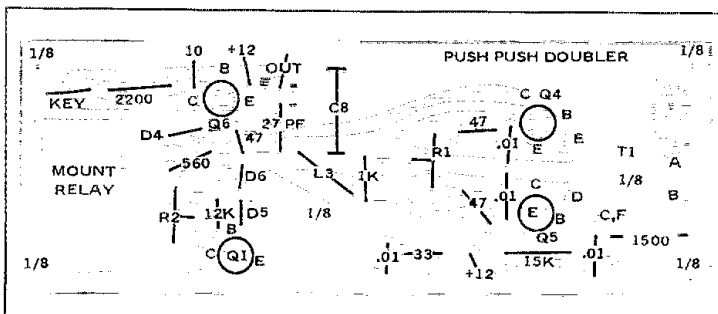 1/8 10 +12 OUT PUSH PUSH DOUBLER 1/8
B
KEY 2200 C E C8 C Q4 B
D4 Q6 47 27 PF 47 .01 E E
560 R1 T1 A
MOUNT RELAY D6 L3 1K C 1/8
R2 12K D5 1/8 47 .01 E B D B
B Q5 C,F
C Q1 E .01 33 1500
1/8 +12 15K .01 1/8